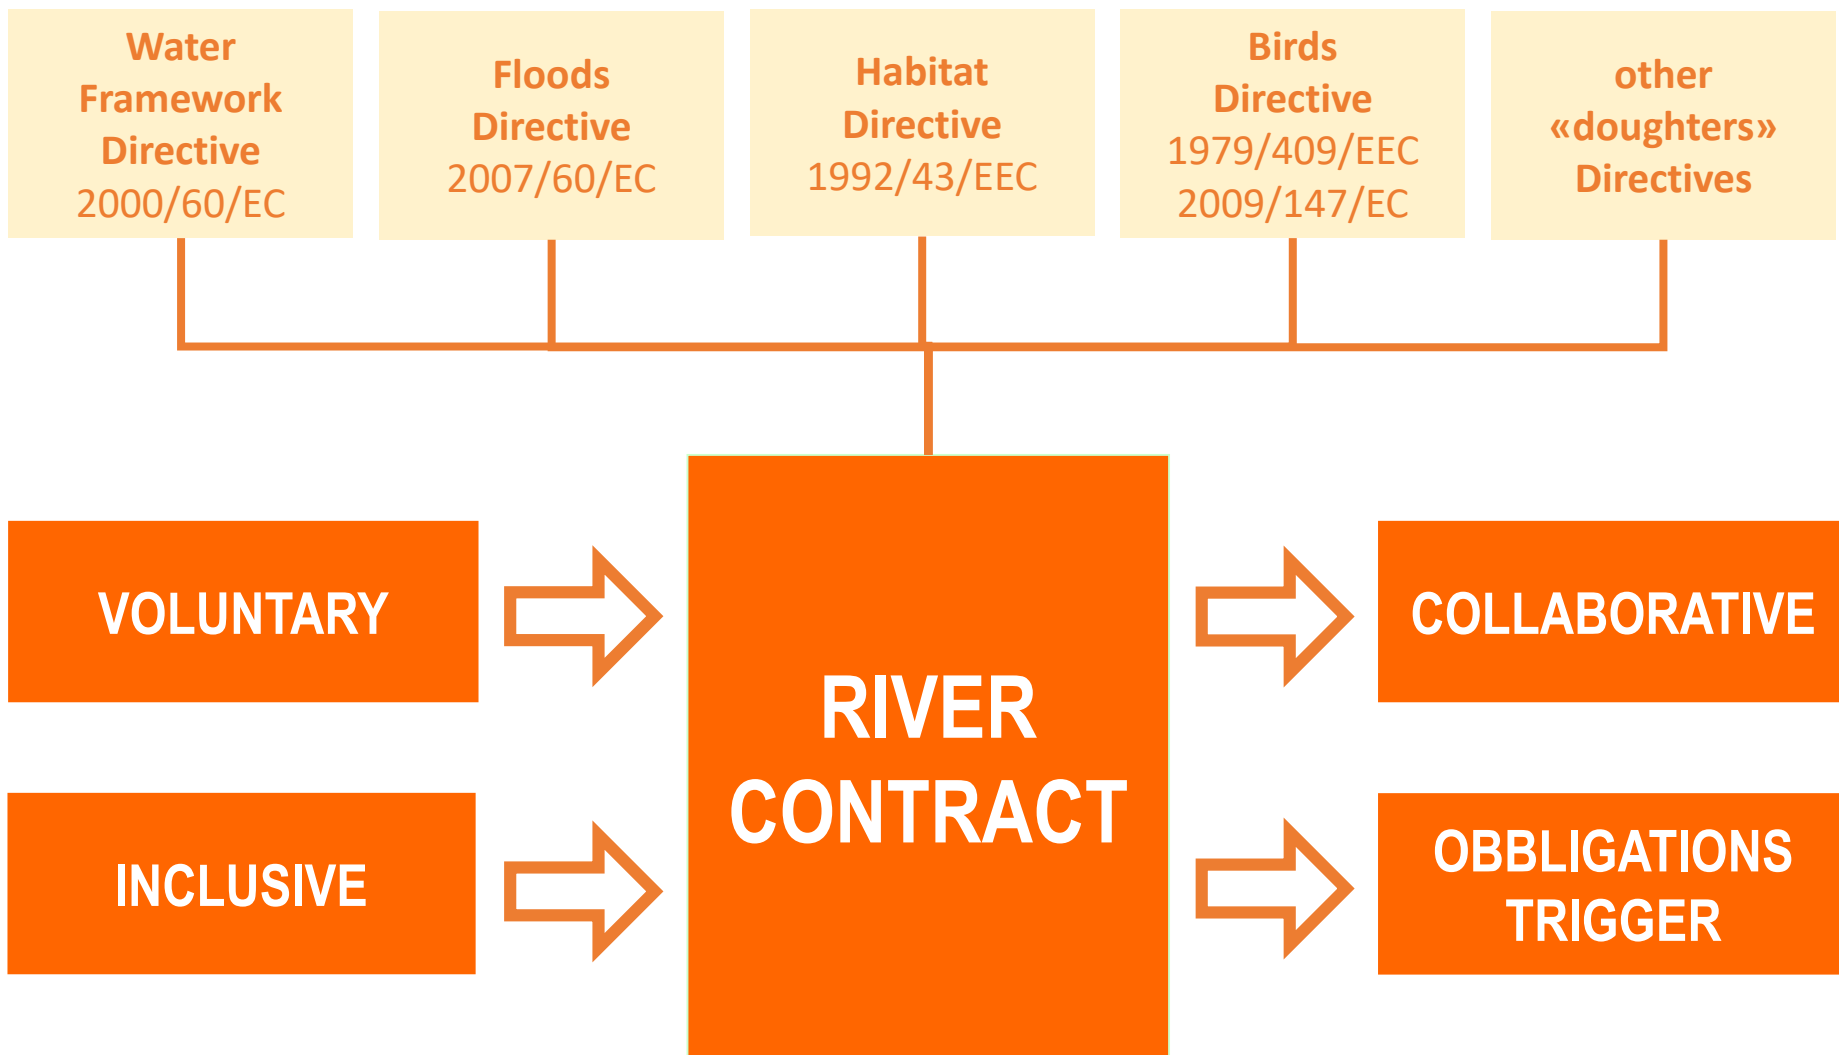 Water
Framework
Directive
2000/60/EC
Floods
Directive
2007/60/EC
Habitat
Directive
1992/43/EEC
Birds
Directive
1979/409/EEC
2009/147/EC
other
«doughters»
Directives
VOLUNTARY
INCLUSIVE
RIVER
CONTRACT
COLLABORATIVE
OBBLIGATIONS
TRIGGER